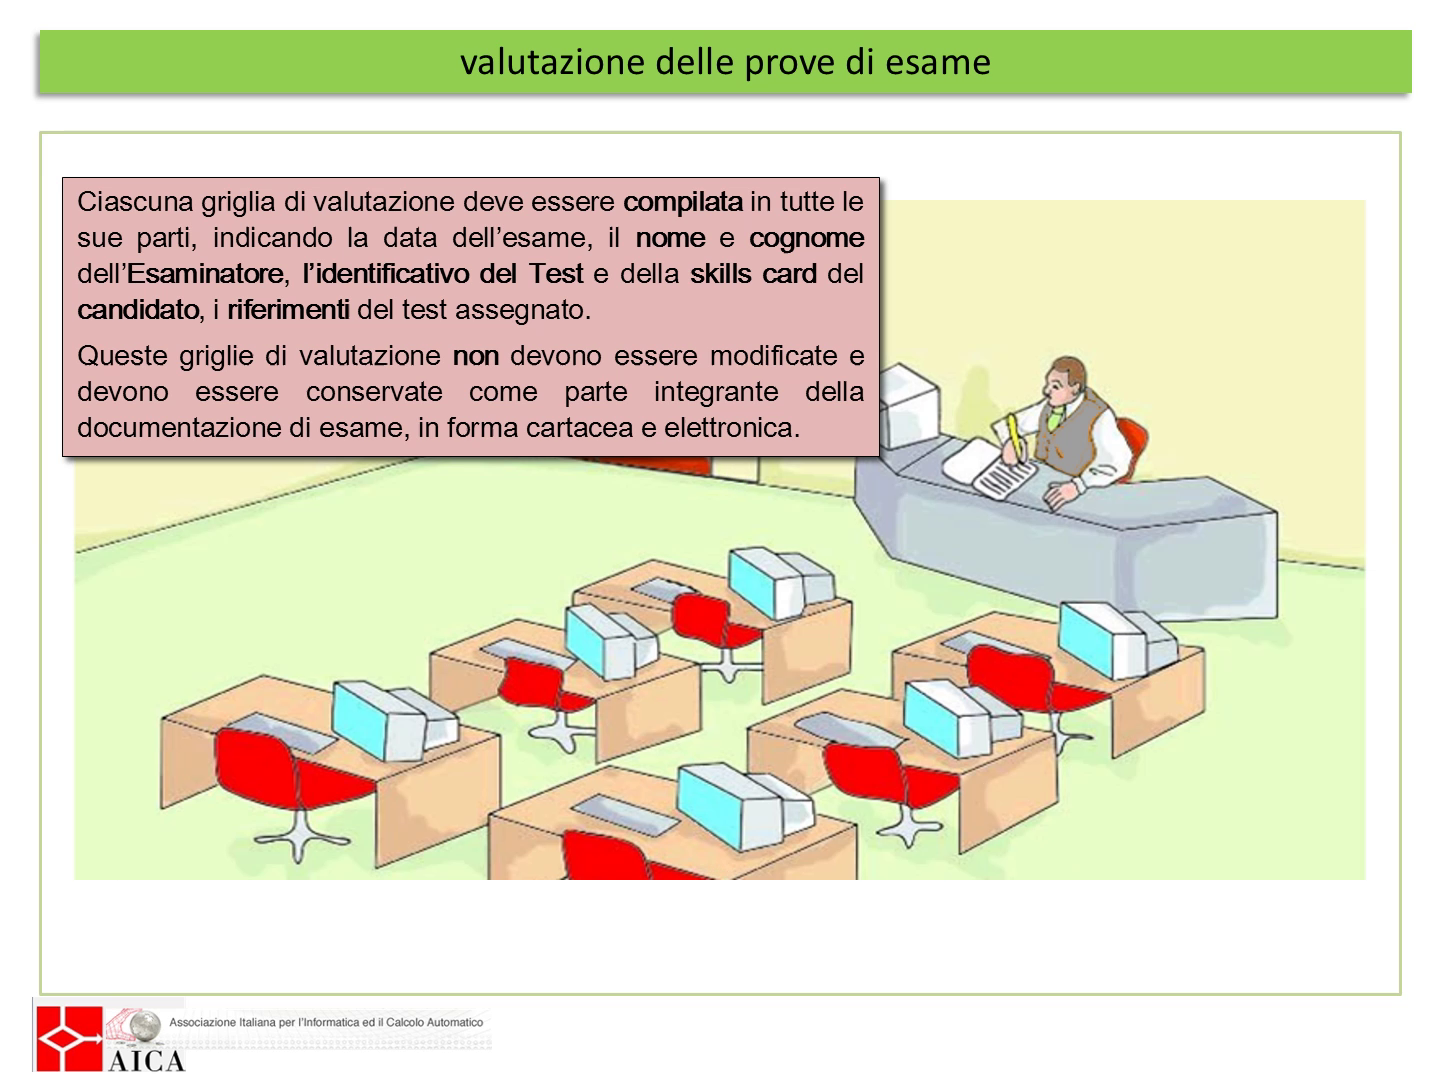 valutazione delle prove di esame
Ciascuna griglia di valutazione deve essere compilata in tutte le
sue parti, indicando la data dell’esame, il nome e cognome
dell’Esaminatore, l’identificativo del Test e della skills card del
candidato, i riferimenti del test assegnato.
Queste griglie di valutazione non devono essere modificate e
devono essere conservate come parte integrante della
documentazione di esame, in forma cartacea e elettronica.
Associazione Italiana per l'Informatica ed il Calcolo Automatico
AICA